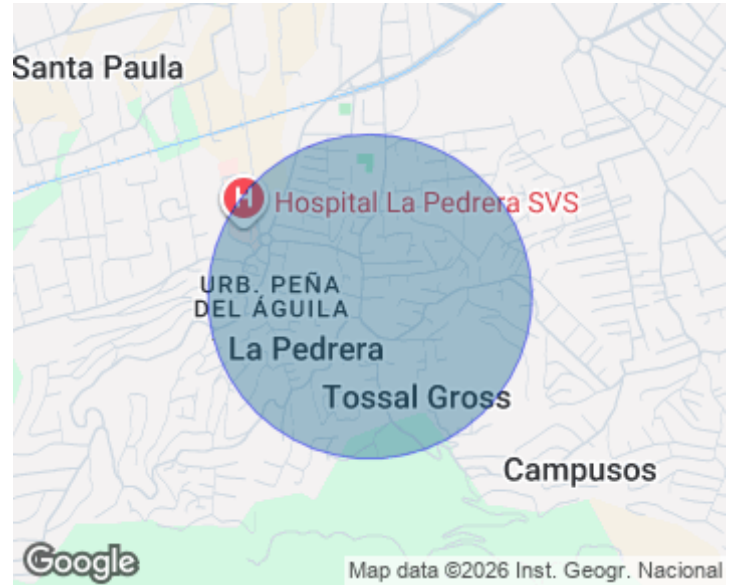 Santa Paula
H
Hospital La Pedrera SVS
URB. PEÑA
DEL ÁGUILA
La Pedrera
Tossal Gross
Campusos
Google
Map data ©2026 Inst. Geogr. Nacional